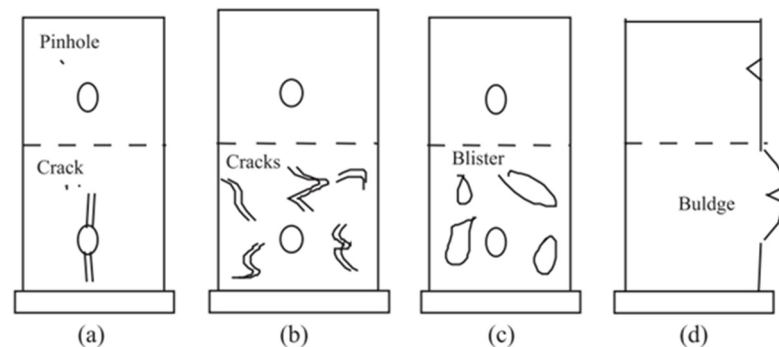 Pinhole
Crack
Cracks
Blister
Buldge
(a)
(b)
(c)
(d)